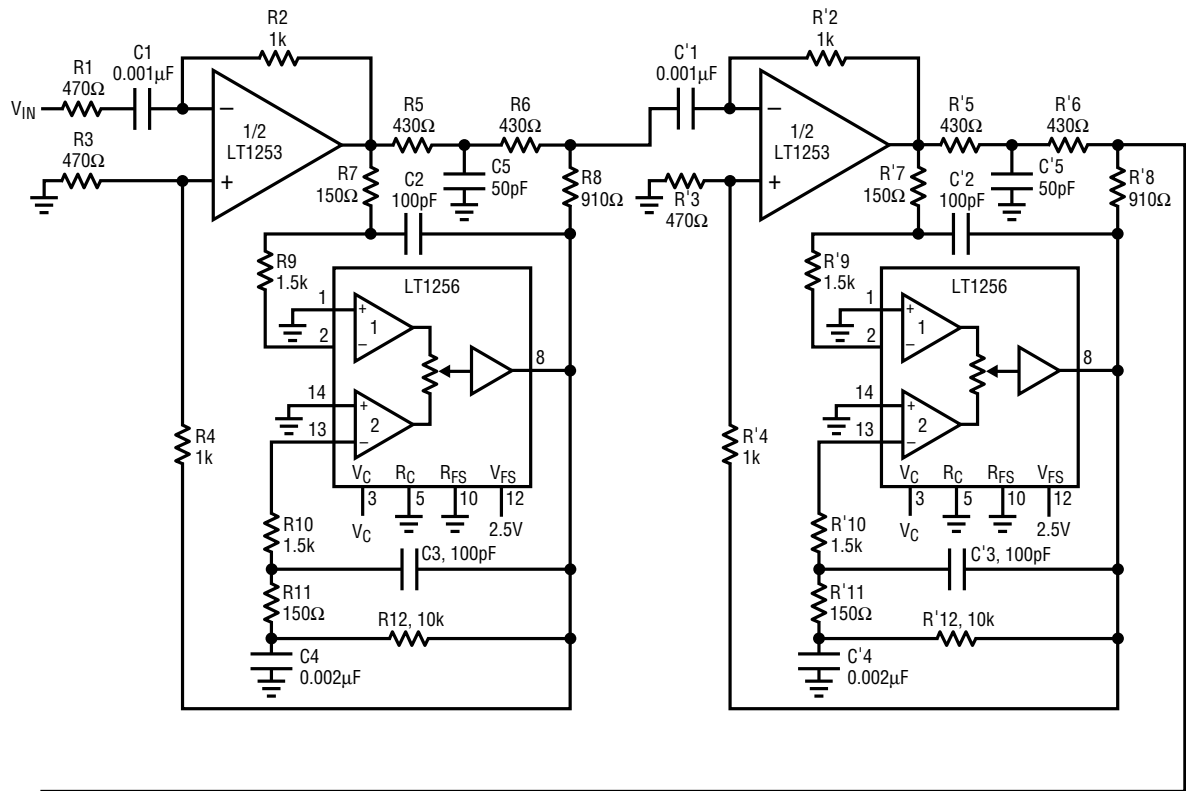 R2
1k
C1
0.001µF
R1
470Ω
VIN
R3
470Ω
–
+
1/2
LT1253
R5
430Ω
R6
430Ω
R7
150Ω
C2
100pF
C5
50pF
R8
910Ω
R9
1.5k
LT1256
1
+
1
–
2
8
14
+
2
–
13
R4
1k
VC
RC
RFS
VFS
3
5
10
12
VC
2.5V
R10
1.5k
C3, 100pF
R11
150Ω
R12, 10k
C4
0.002µF
R'2
1k
C'1
0.001µF
–
+
1/2
LT1253
R'3
470Ω
R'5
430Ω
R'6
430Ω
R'7
150Ω
C'2
100pF
C'5
50pF
R'8
910Ω
R'9
1.5k
LT1256
1
+
1
–
2
8
14
+
2
–
13
R'4
1k
VC
RC
RFS
VFS
3
5
10
12
VC
2.5V
R'10
1.5k
C'3, 100pF
R'11
150Ω
R'12, 10k
C'4
0.002µF